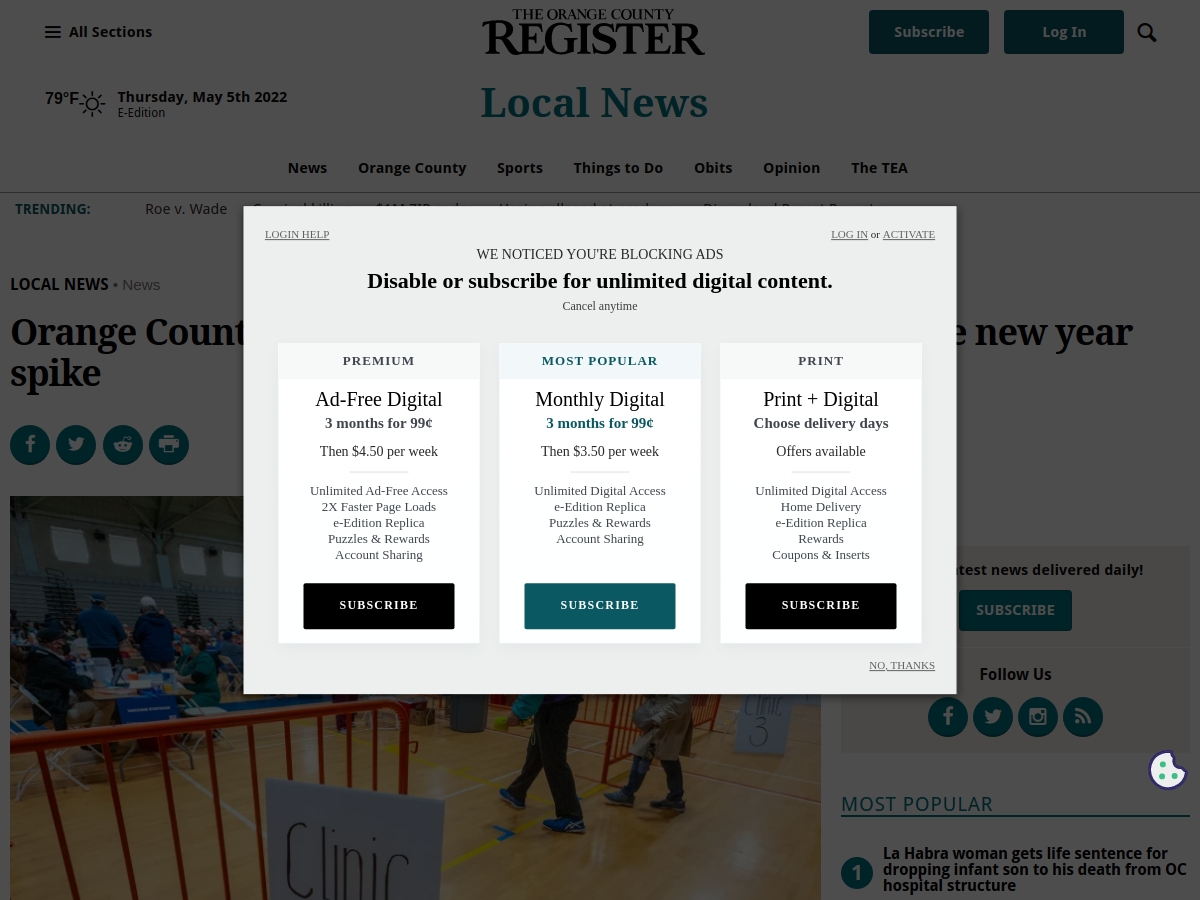 All Sections
THE ORANGE COUNTY
REGISTER
Subscribe
Log In
79°F
Thursday, May 5th 2022
E-Edition
Local News
News
Orange County
Sports
Things to Do
Obits
Opinion
The TEA
TRENDING:
Roe v. Wade
LOCAL NEWS • News
Orange
new year
spike
LOGIN HELP
LOG IN or ACTIVATE
WE NOTICED YOU'RE BLOCKING ADS
Disable or subscribe for unlimited digital content.
Cancel anytime
PREMIUM
Ad-Free Digital
3 months for 99¢
Then $4.50 per week
Unlimited Ad-Free Access
2X Faster Page Loads
e-Edition Replica
Puzzles & Rewards
Account Sharing
SUBSCRIBE
MOST POPULAR
Monthly Digital
3 months for 99¢
Then $3.50 per week
Unlimited Digital Access
e-Edition Replica
Puzzles & Rewards
Account Sharing
SUBSCRIBE
PRINT
Print + Digital
Choose delivery days
Offers available
Unlimited Digital Access
Home Delivery
e-Edition Replica
Rewards
Coupons & Inserts
SUBSCRIBE
NO, THANKS
news delivered daily!
SUBSCRIBE
Follow Us
Clinic
3
Clinic
MOST POPULAR
1
La Habra woman gets life sentence for
dropping infant son to his death from OC
hospital structure